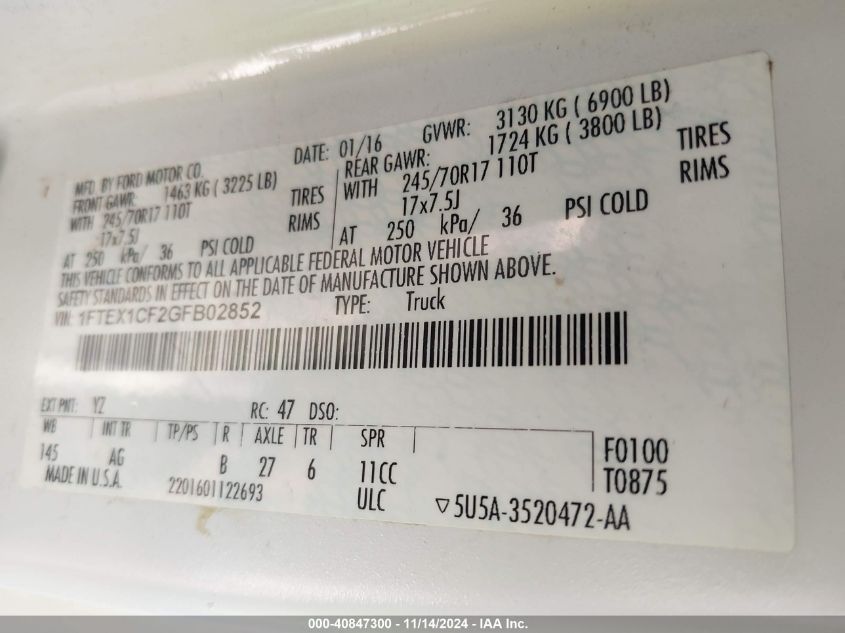 MFD. BY FORD MOTOR CO.
DATE: 01/16
GVWR: 3130 KG ( 6900 LB)
FRONT GAWR: 1463 KG ( 3225 LB)
WITH 245/70R17 110T TIRES
17x7.5J RIMS
AT 250 kPa/ 36 PSI COLD
REAR GAWR: 1724 KG ( 3800 LB)
WITH 245/70R17 110T TIRES
17x7.5J RIMS
AT 250 kPa/ 36 PSI COLD
THIS VEHICLE CONFORMS TO ALL APPLICABLE FEDERAL MOTOR VEHICLE
SAFETY STANDARDS IN EFFECT ON THE DATE OF MANUFACTURE SHOWN ABOVE.
VIN: 1FTEX1CF2GFB02852 TYPE: Truck
EXT PNT: YZ RC: 47 DSO:
WB INT TR TP/PS R AXLE TR SPR
145 AG B 27 6 11CC
F0100
T0875
MADE IN U.S.A. 2201601122693 ULC
▽5U5A-3520472-AA
000-40847300 - 11/14/2024 - IAA Inc.